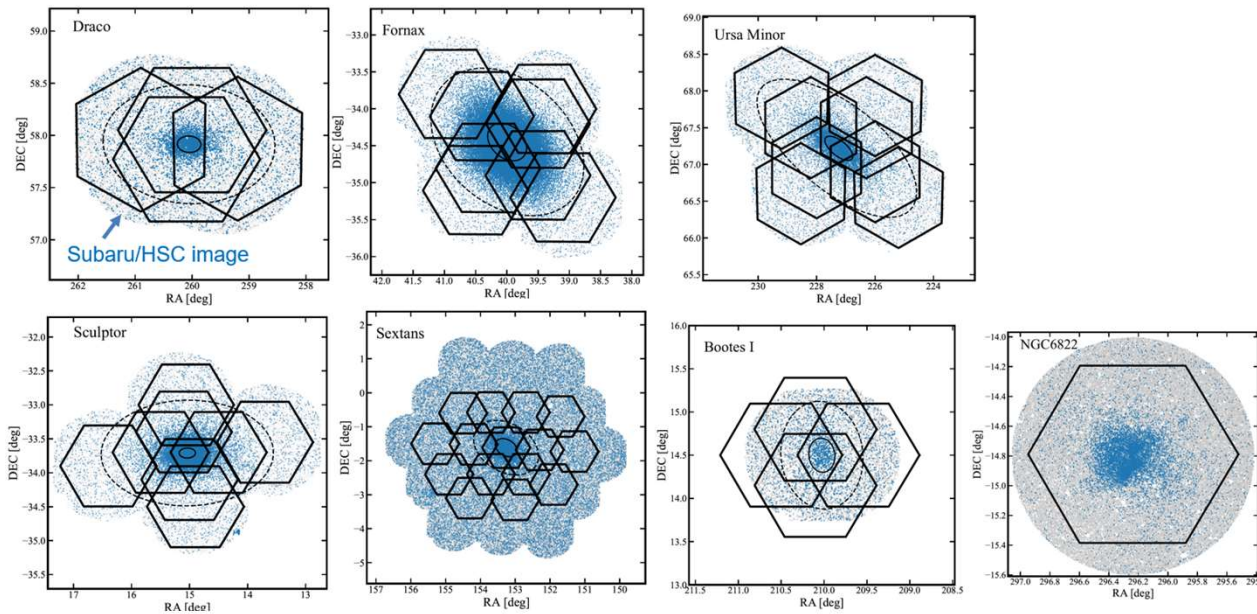 Draco
DEC [deg]
59.0
58.5
58.0
57.5
57.0
Subaru/HSC image
262
261
260
259
258
RA [deg]
Fornax
DEC [deg]
−33.0
−33.5
−34.0
−34.5
−35.0
−35.5
−36.0
42.0 41.5 41.0 40.5 40.0 39.5 39.0 38.5 38.0
RA [deg]
Ursa Minor
DEC [deg]
69.0
68.5
68.0
67.5
67.0
66.5
66.0
65.5
230
228
226
224
RA [deg]
Sculptor
DEC [deg]
−32.0
−32.5
−33.0
−33.5
−34.0
−34.5
−35.0
−35.5
17
16
15
14
13
RA [deg]
Sextans
DEC [deg]
2
1
0
−1
−2
−3
−4
−5
157 156 155 154 153 152 151 150
RA [deg]
Bootes I
DEC [deg]
16.0
15.5
15.0
14.5
14.0
13.5
13.0
211.5 211.0 210.5 210.0 209.5 209.0 208.5
RA [deg]
NGC6822
DEC [deg]
−14.0
−14.2
−14.4
−14.6
−14.8
−15.0
−15.2
−15.4
−15.6
297.0 296.8 296.6 296.4 296.2 296.0 295.8 295.6
RA [deg]